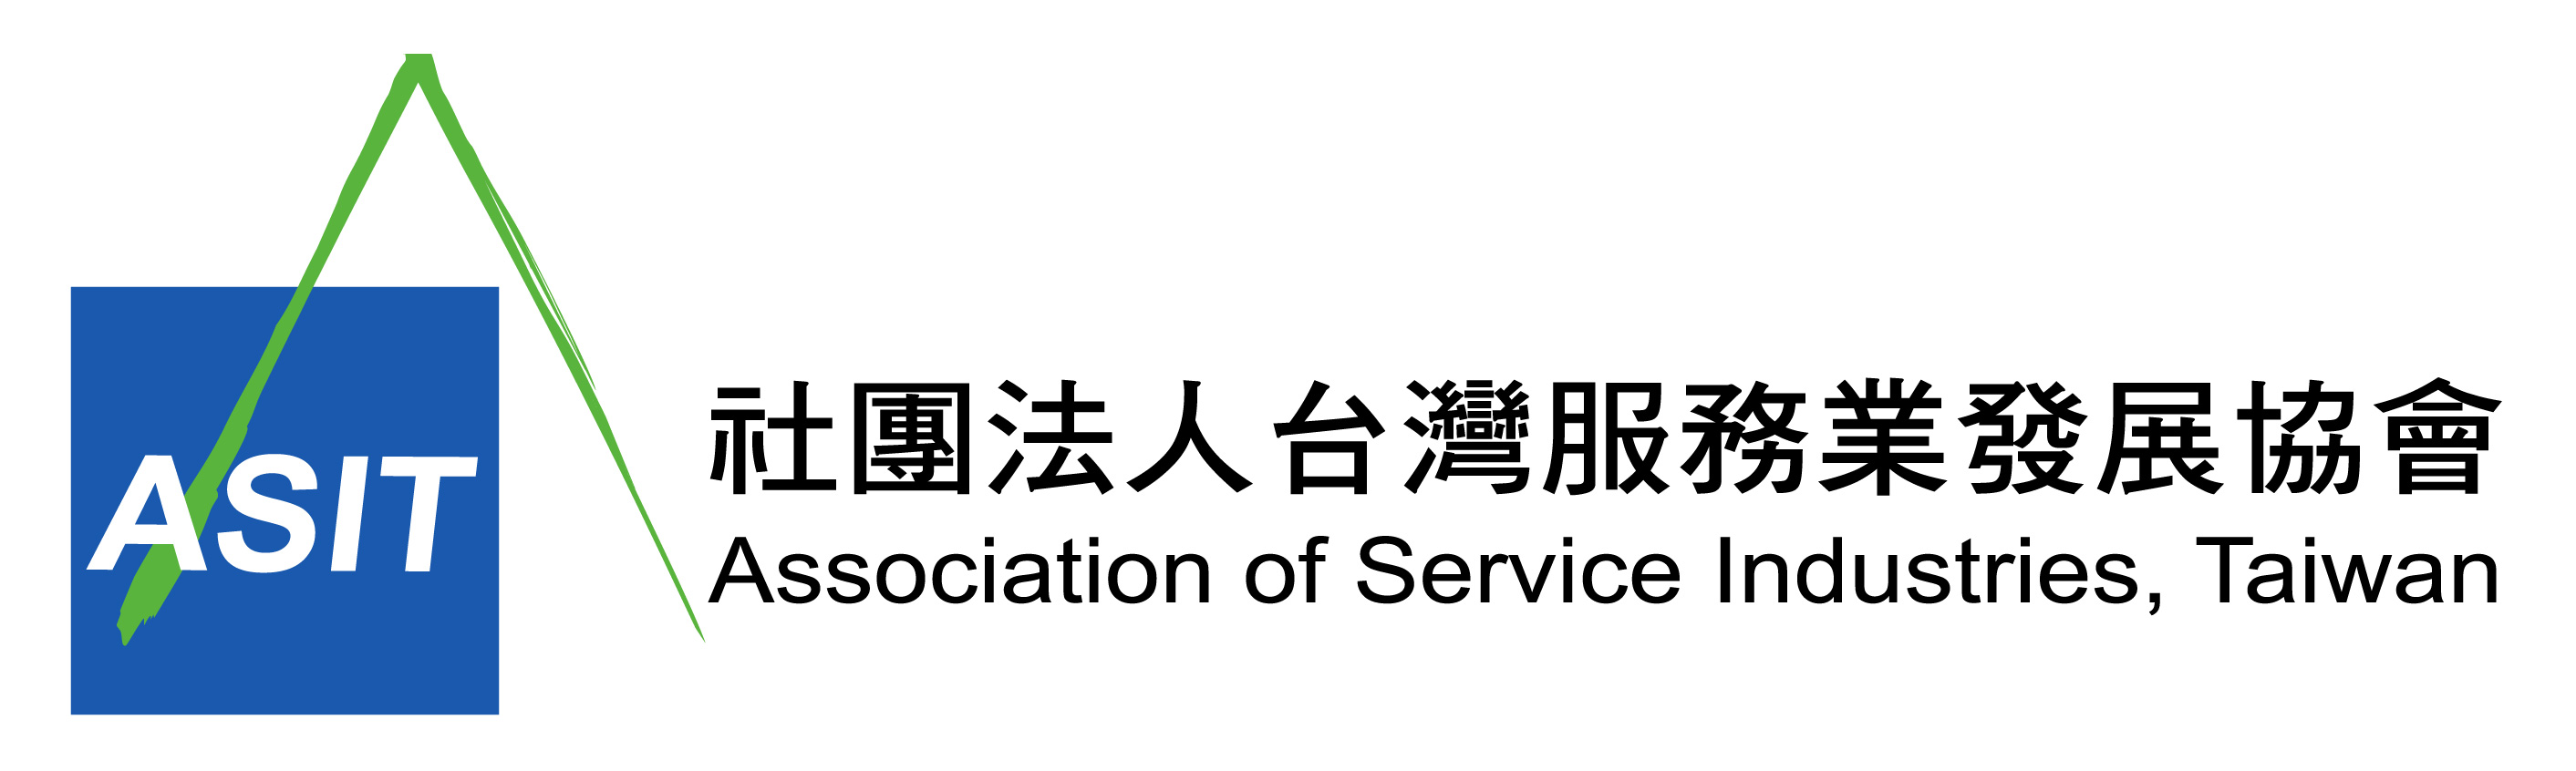 ASIT
社團法人台灣服務業發展協會
Association of Service Industries, Taiwan